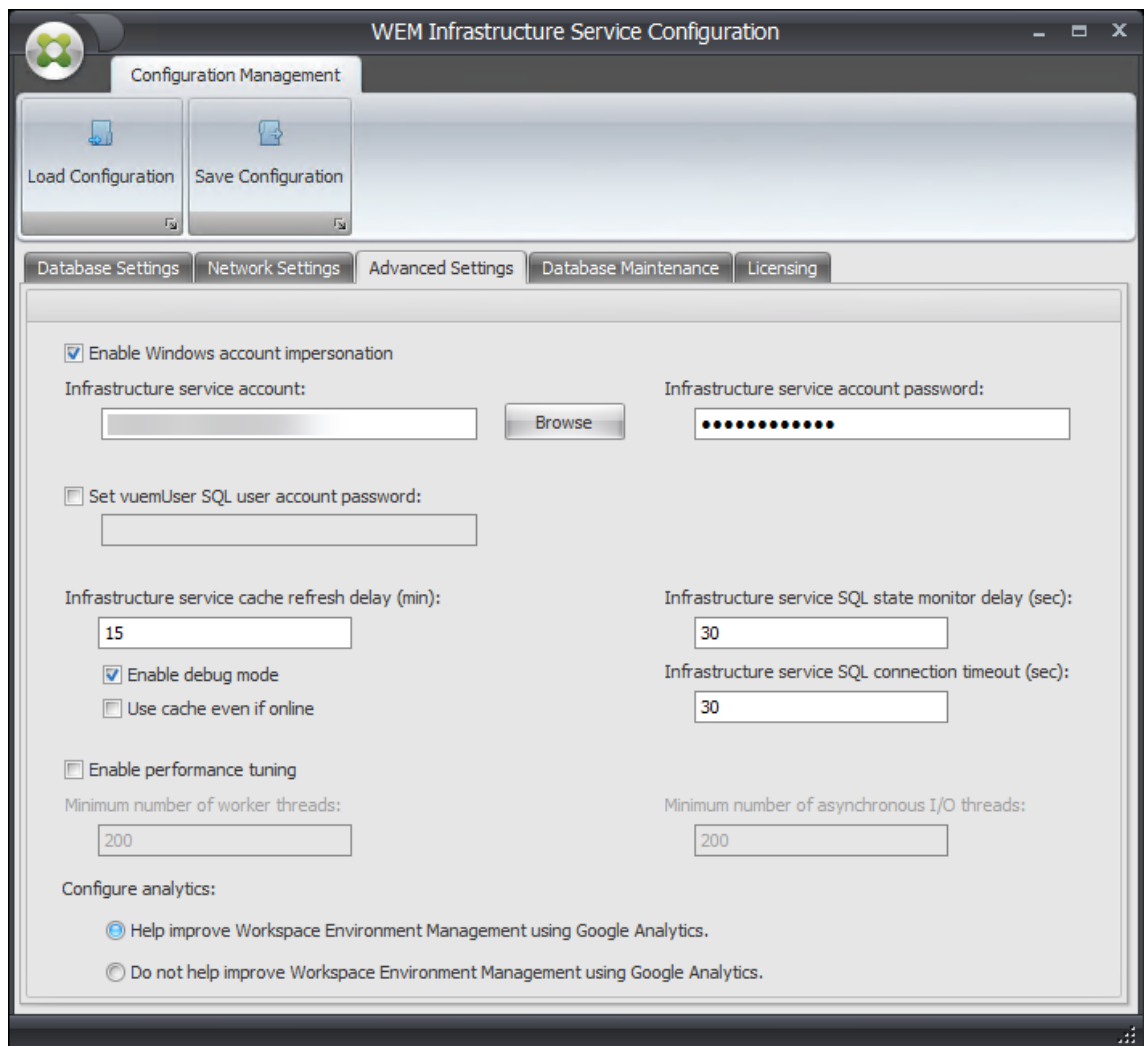 WEM Infrastructure Service Configuration
Configuration Management
Load Configuration Save Configuration
Database Settings Network Settings Advanced Settings Database Maintenance Licensing
Enable Windows account impersonation
Infrastructure service account: Infrastructure service account password:
Browse ●●●●●●●●●●●●
Set vuemUser SQL user account password:
Infrastructure service cache refresh delay (min): Infrastructure service SQL state monitor delay (sec):
15 30
Enable debug mode Infrastructure service SQL connection timeout (sec):
Use cache even if online 30
Enable performance tuning
Minimum number of worker threads: Minimum number of asynchronous I/O threads:
200 200
Configure analytics:
Help improve Workspace Environment Management using Google Analytics.
Do not help improve Workspace Environment Management using Google Analytics.